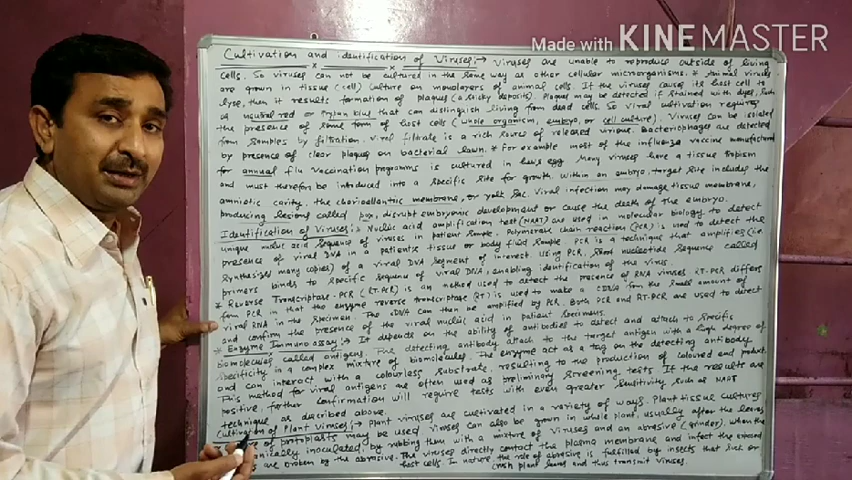 Made with KINEMASTER
Cultivation and identification of Viruses:→ Viruses are unable to reproduce outside of living
cells. So viruses can not be cultured in the same way as other cellular microorganisms. * Animal viruses
are grown in tissue (cell) culture on monolayers of animal cells. If the viruses cause its host cell to
lyse, then it results formation of plaques (a sticky deposits). Plaques may be detected if stained with dyes, such
as neutral red or Trypan blue that can distinguish living from dead cells. So viral cultivation requires
the presence of some form of host cells (whole organism, embryo, or cell culture). Viruses can be isolated
from samples by filtration. Viral filtrate is a rich source of released virions. Bacteriophages are detected
by presence of clear plaques on bacterial lawn. * For example most of the influenza vaccine manufactured
for annual flu vaccination programms is cultured in hen's egg. Many viruses have a tissue tropism
and must therefore be introduced into a specific site for growth. Within an embryo, target site includes the
amniotic cavity, the chorioallantoic membrane, or yolk sac. Viral infection may damage tissue membrane,
producing lesions called pox; disrupt embryonic development or cause the death of the embryo.
Identification of Viruses:→ Nucleic acid amplification test (NAAT) are used in molecular biology to detect
unique nucleic acid sequence of viruses in patient sample. Polymerase chain reaction (PCR) is used to detect the
presence of viral DNA in a patient's tissue or body fluid sample. PCR is a technique that amplifies (i.e.
synthesizes many copies) of a viral DNA segment of interest using PCR, short nucleotides sequence called
primers binds to specific sequence of viral DNA, enabling identification of the virus.
* Reverse Transcriptase-PCR (RT-PCR) is an method used to detect the presence of RNA viruses. RT-PCR differs
from PCR in that the enzyme reverse transcriptase (RT) is used to make a cDNA from the small amount of
viral RNA in the specimen. The cDNA can then be amplified by PCR. Both PCR and RT-PCR are used to detect
and confirm the presence of the viral nucleic acid in patient specimens.
* Enzyme Immunoassay:→ It depends on the ability of antibodies to detect and attach to specific
biomolecules called antigens. The detecting antibody attach to the target antigen with a high degree of
specificity in a complex mixture of biomolecules. The enzyme act as a tag on the detecting antibody
and can interact with a colourless substrate, resulting to the production of coloured end product.
This method for viral antigens are often used as preliminary screening tests. If the results are
positive, further confirmation will require tests with even greater sensitivity such as NAAT
technique as discribed above.
Cultivation of Plant Viruses:→ Plant viruses are cultivated in a variety of ways. Plant tissue cultures
of protoplasts may be used. Viruses can also be grown in whole plant, usually after the leaves
inoculated, by rubbing them with a mixture of viruses and an abrasive (grinder). When the
are broken by the abrasive. The viruses directly contact the plasma membrane and infect the exposed
host cells. In nature the role of abrasive is fulfilled by insects that suck or
crush plant leaves and thus transmit viruses.